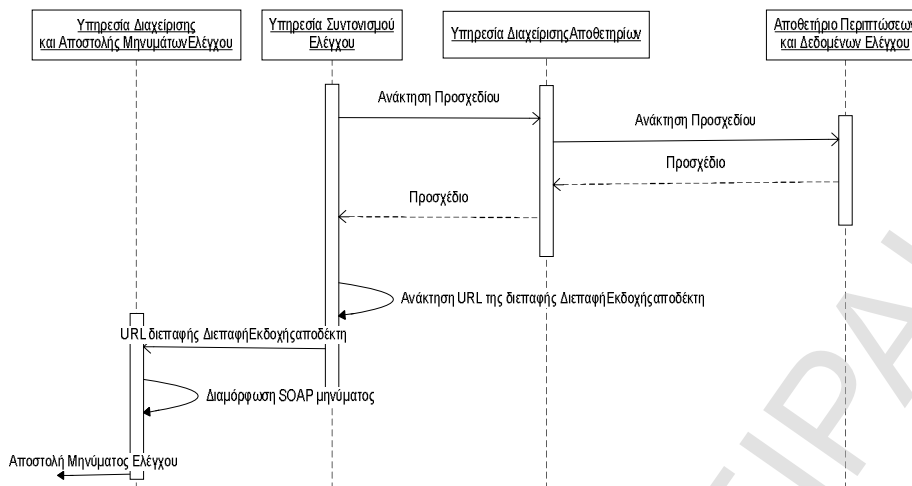 Υπηρεσία Διαχείρισης
και Αποστολής ΜηνυμάτωνΕλέγχου
Υπηρεσία Συντονισμού
Ελέγχου
Υπηρεσία ΔιαχείρισηςΑποθετηρίων
Αποθετήριο Περιπτώσεων
και Δεδομένων Ελέγχου
Ανάκτηση Προσχεδίου
Ανάκτηση Προσχεδίου
Προσχέδιο
Προσχέδιο
Ανάκτηση URL της διεπαφής ΔιεπαφήΕκδοχήςαποδέκτη
URL διεπαφής ΔιεπαφήΕκδοχήςαποδέκτη
Διαμόρφωση SOAP μηνύματος
Αποστολή Μηνύματος Ελέγχου